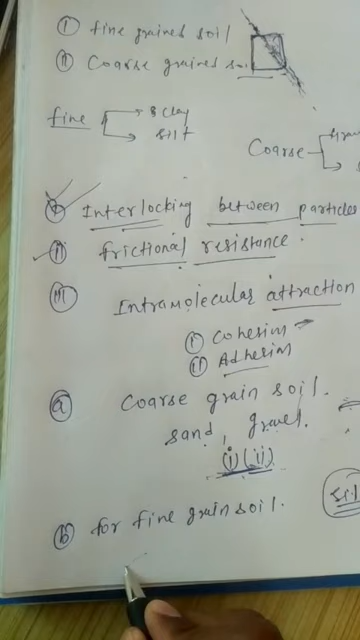 (i) fine grained soil
(ii) Coarse grained soil
fine → clay
→ silt
Coarse
(i) Interlocking between particles
(ii) frictional resistance.
(iii) Intramolecular attraction
(i) Cohesion
(ii) Adhesion
(a) Coarse grain soil.
sand, gravel.
(i) (ii)
(b) for fine grain soil.